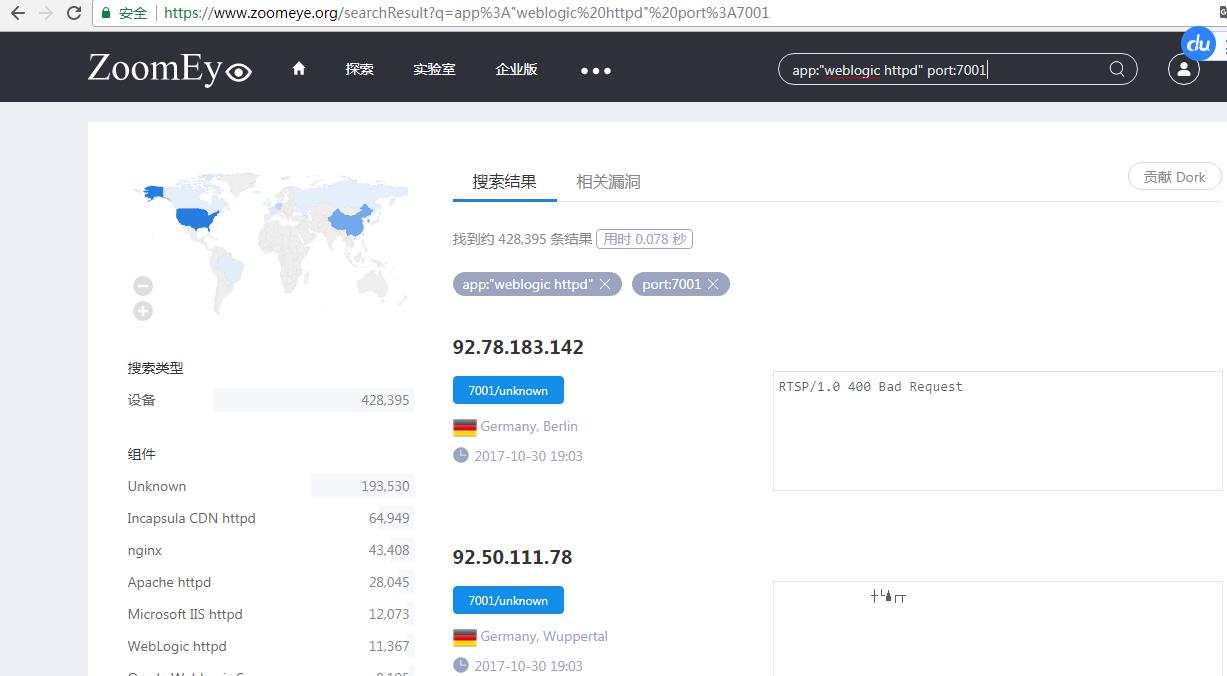 安全 https://www.zoomeye.org/searchResult?q=app%3A"weblogic%20httpd"%20port%3A7001
ZoomEye 探索 实验室 企业版 ••• app:"weblogic httpd" port:7001
du
搜索结果 相关漏洞 贡献 Dork
找到约 428,395 条结果 用时 0.078 秒
app:"weblogic httpd" × port:7001 ×
搜索类型
设备 428,395
组件
Unknown 193,530
Incapsula CDN httpd 64,949
nginx 43,408
Apache httpd 28,045
Microsoft IIS httpd 12,073
WebLogic httpd 11,367
92.78.183.142
7001/unknown
Germany, Berlin
2017-10-30 19:03
RTSP/1.0 400 Bad Request
92.50.111.78
7001/unknown
Germany, Wuppertal
2017-10-30 19:03